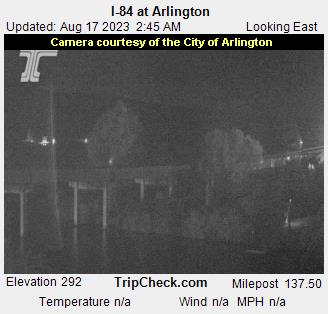 I-84 at Arlington
Updated: Aug 17 2023 2:45 AM Looking East
Camera courtesy of the City of Arlington
Elevation 292 TripCheck.com Milepost 137.50
Temperature n/a Wind n/a MPH n/a